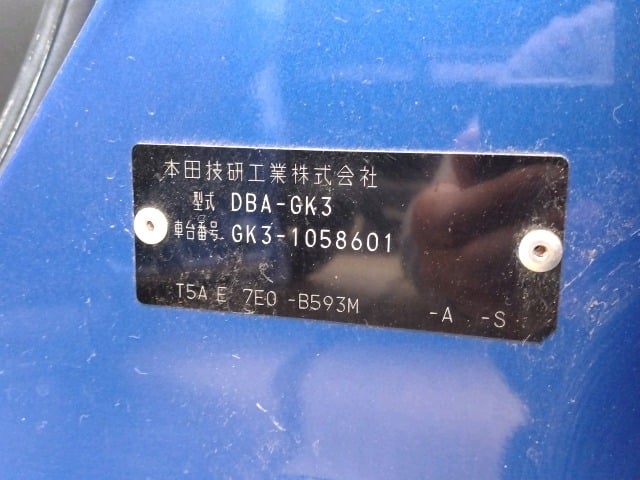 本田技研工業株式会社
型式 DBA-GK3
車台番号 GK3-1058601
T5A E 7E0 -B593M -A -S